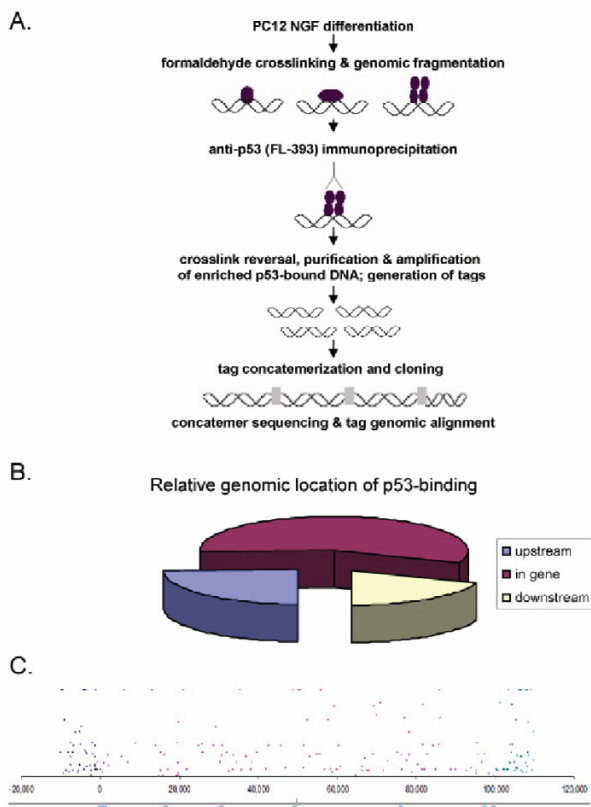 A.
PC12 NGF differentiation
formaldehyde crosslinking & genomic fragmentation
anti-p53 (FL-393) immunoprecipitation
crosslink reversal, purification & amplification
of enriched p53-bound DNA; generation of tags
tag concatemerization and cloning
concatemer sequencing & tag genomic alignment
B.
Relative genomic location of p53-binding
upstream
in gene
downstream
C.
-20,000 0 20,000 40,000 60,000 80,000 100,000 120,000